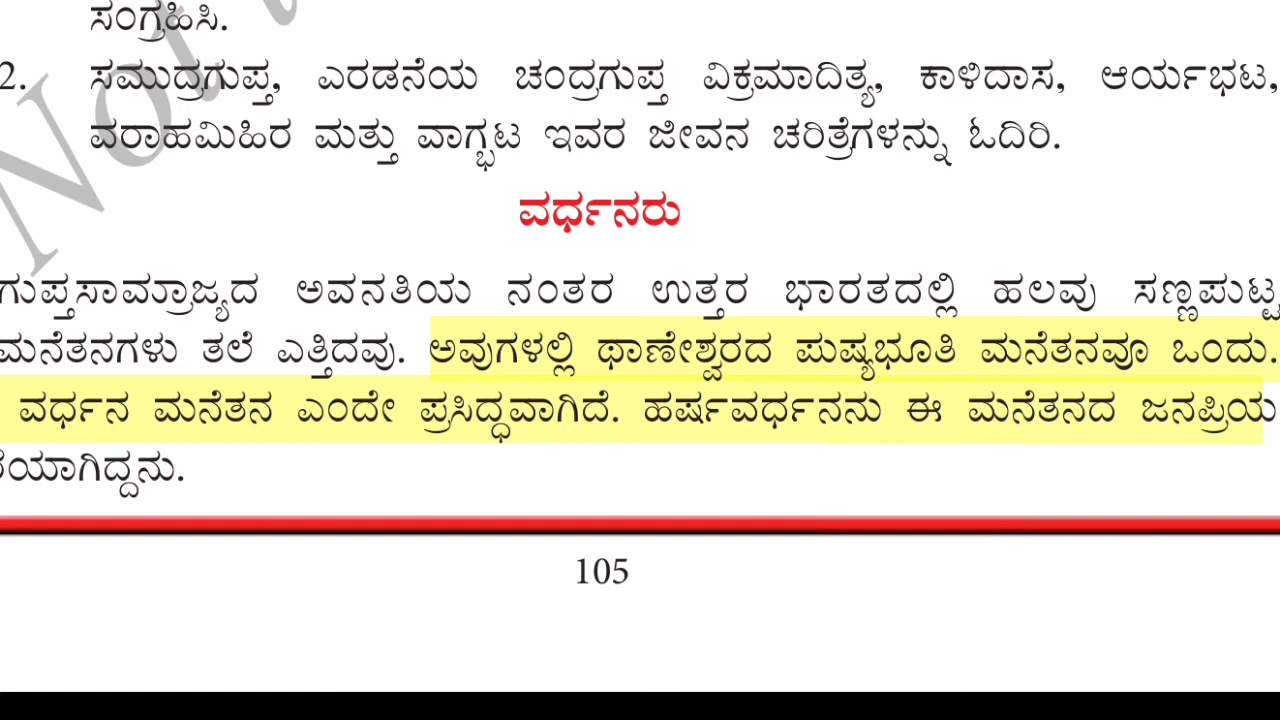 ಸಂಗ್ರಹಿಸಿ.
2. ಸಮುದ್ರಗುಪ್ತ, ಎರಡನೆಯ ಚಂದ್ರಗುಪ್ತ ವಿಕ್ರಮಾದಿತ್ಯ, ಕಾಳಿದಾಸ, ಆರ್ಯಭಟ,
ವರಾಹಮಿಹಿರ ಮತ್ತು ವಾಗ್ಭಟ ಇವರ ಜೀವನ ಚರಿತ್ರೆಗಳನ್ನು ಓದಿರಿ.
ವರ್ಧನರು
ಗುಪ್ತಸಾಮ್ರಾಜ್ಯದ ಅವನತಿಯ ನಂತರ ಉತ್ತರ ಭಾರತದಲ್ಲಿ ಹಲವು ಸಣ್ಣಪುಟ್ಟ
ಮನೆತನಗಳು ತಲೆ ಎತ್ತಿದವು. ಅವುಗಳಲ್ಲಿ ಥಾಣೇಶ್ವರದ ಪುಷ್ಯಭೂತಿ ಮನೆತನವೂ ಒಂದು.
ವರ್ಧನ ಮನೆತನ ಎಂದೇ ಪ್ರಸಿದ್ಧವಾಗಿದೆ. ಹರ್ಷವರ್ಧನನು ಈ ಮನೆತನದ ಜನಪ್ರಿಯ
ಯಾಗಿದ್ದನು.
105
Not